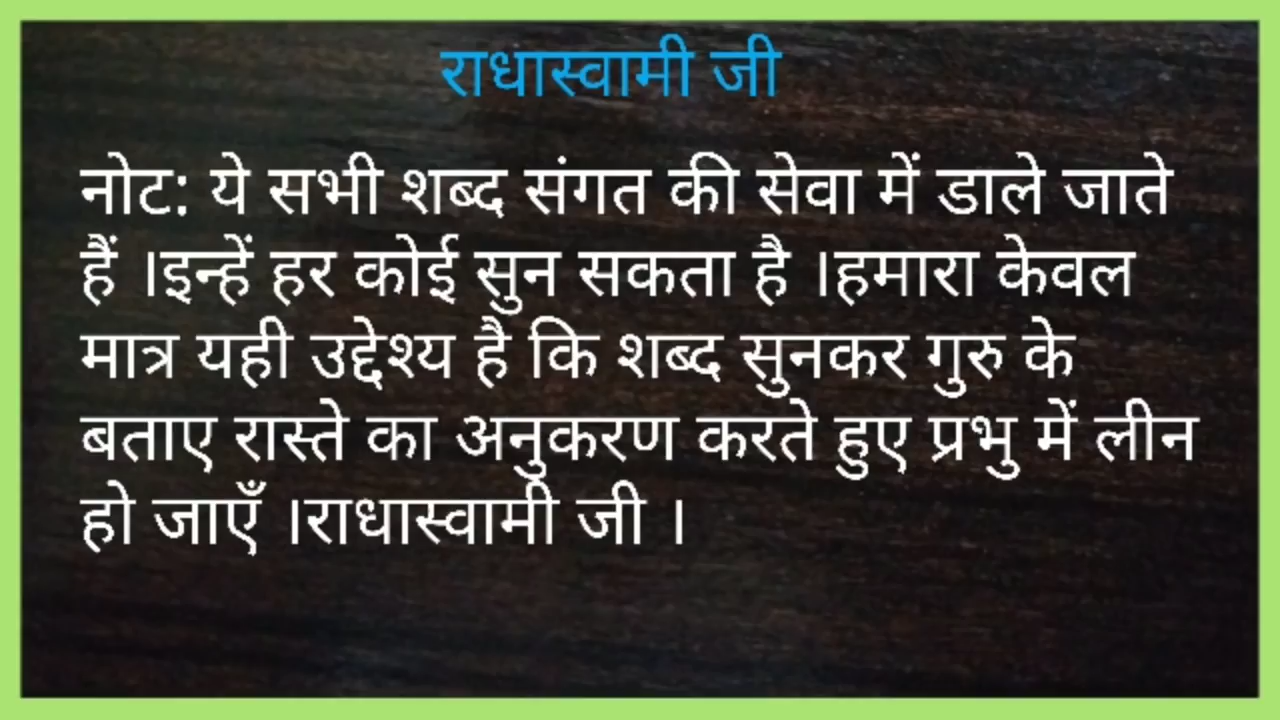 राधास्वामी जी
नोट: ये सभी शब्द संगत की सेवा में डाले जाते
हैं ।इन्हें हर कोई सुन सकता है ।हमारा केवल
मात्र यही उद्देश्य है कि शब्द सुनकर गुरु के
बताए रास्ते का अनुकरण करते हुए प्रभु में लीन
हो जाएँ ।राधास्वामी जी ।